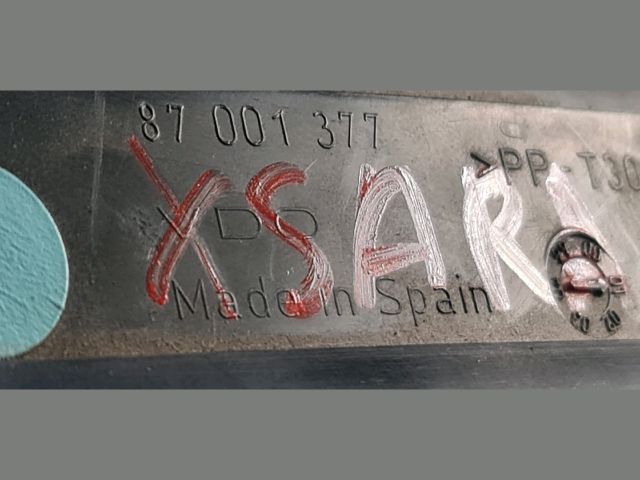 87 001 377
>PP-T30
XSARA
VDO
Made in Spain